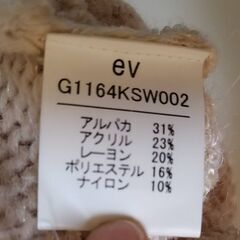 ev
G1164KSW002
アルパカ 31%
アクリル 23%
レーヨン 20%
ポリエステル 16%
ナイロン 10%